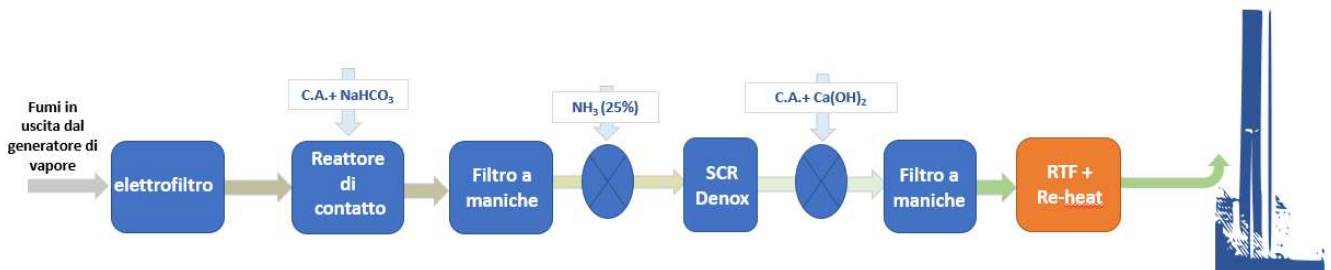 Fumi in
uscita dal
generatore di
vapore
elettrofiltro
C.A.+ NaHCO₃
Reattore
di
contatto
Filtro a
maniche
NH₃ (25%)
SCR
Denox
C.A.+ Ca(OH)₂
Filtro a
maniche
RTF +
Re-heat